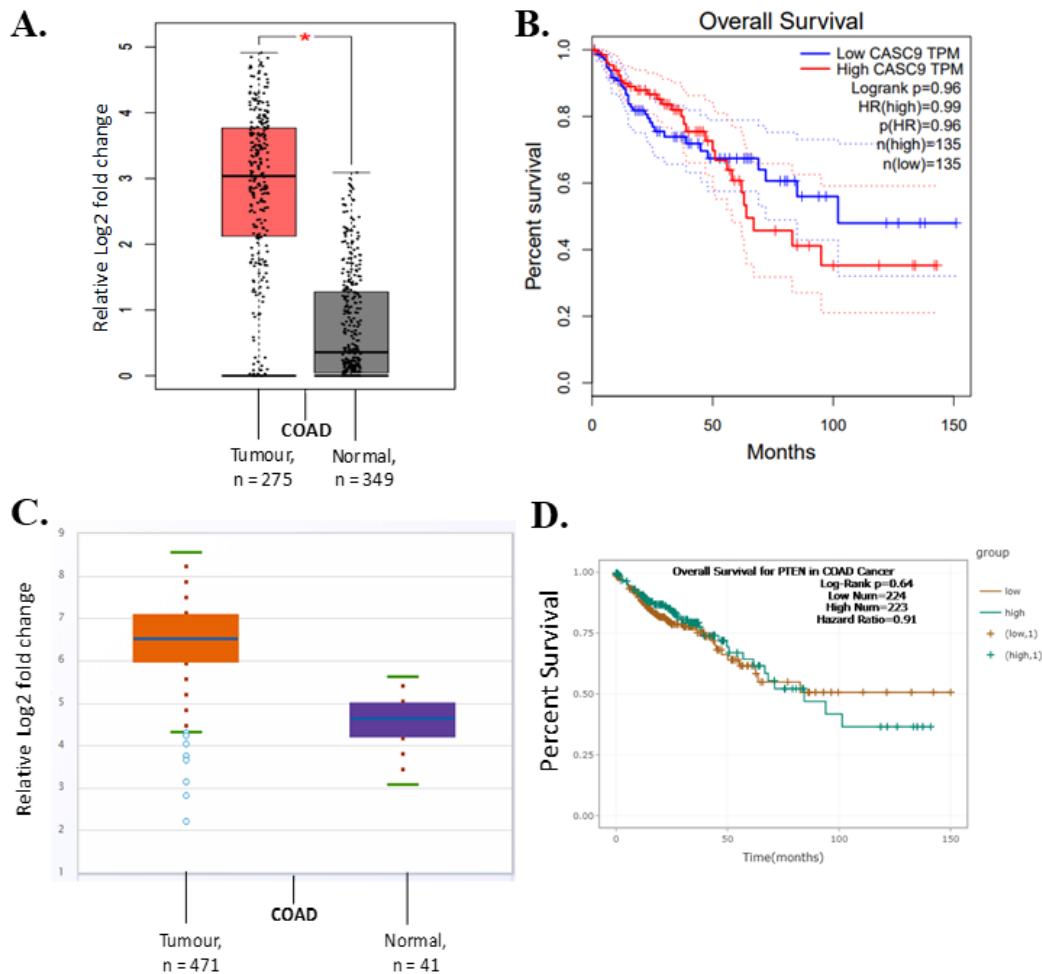 A.
Relative Log2 fold change
5
4
3
2
1
0
*
COAD
Tumour,
n = 275
Normal,
n = 349
B.
Overall Survival
Low CASC9 TPM
High CASC9 TPM
Logrank p=0.96
HR(high)=0.99
p(HR)=0.96
n(high)=135
n(low)=135
Percent survival
1.0
0.8
0.6
0.4
0.2
0.0
0
50
100
150
Months
C.
Relative Log2 fold change
9
8
7
6
5
4
3
2
1
COAD
Tumour,
n = 471
Normal,
n = 41
D.
Overall Survival for PTEN in COAD Cancer
Log-Rank p=0.64
Low Num=224
High Num=223
Hazard Ratio=0.91
group
low
high
(low,1)
(high,1)
Percent Survival
1.00
0.75
0.50
0.25
0.00
0
50
100
150
Time(months)